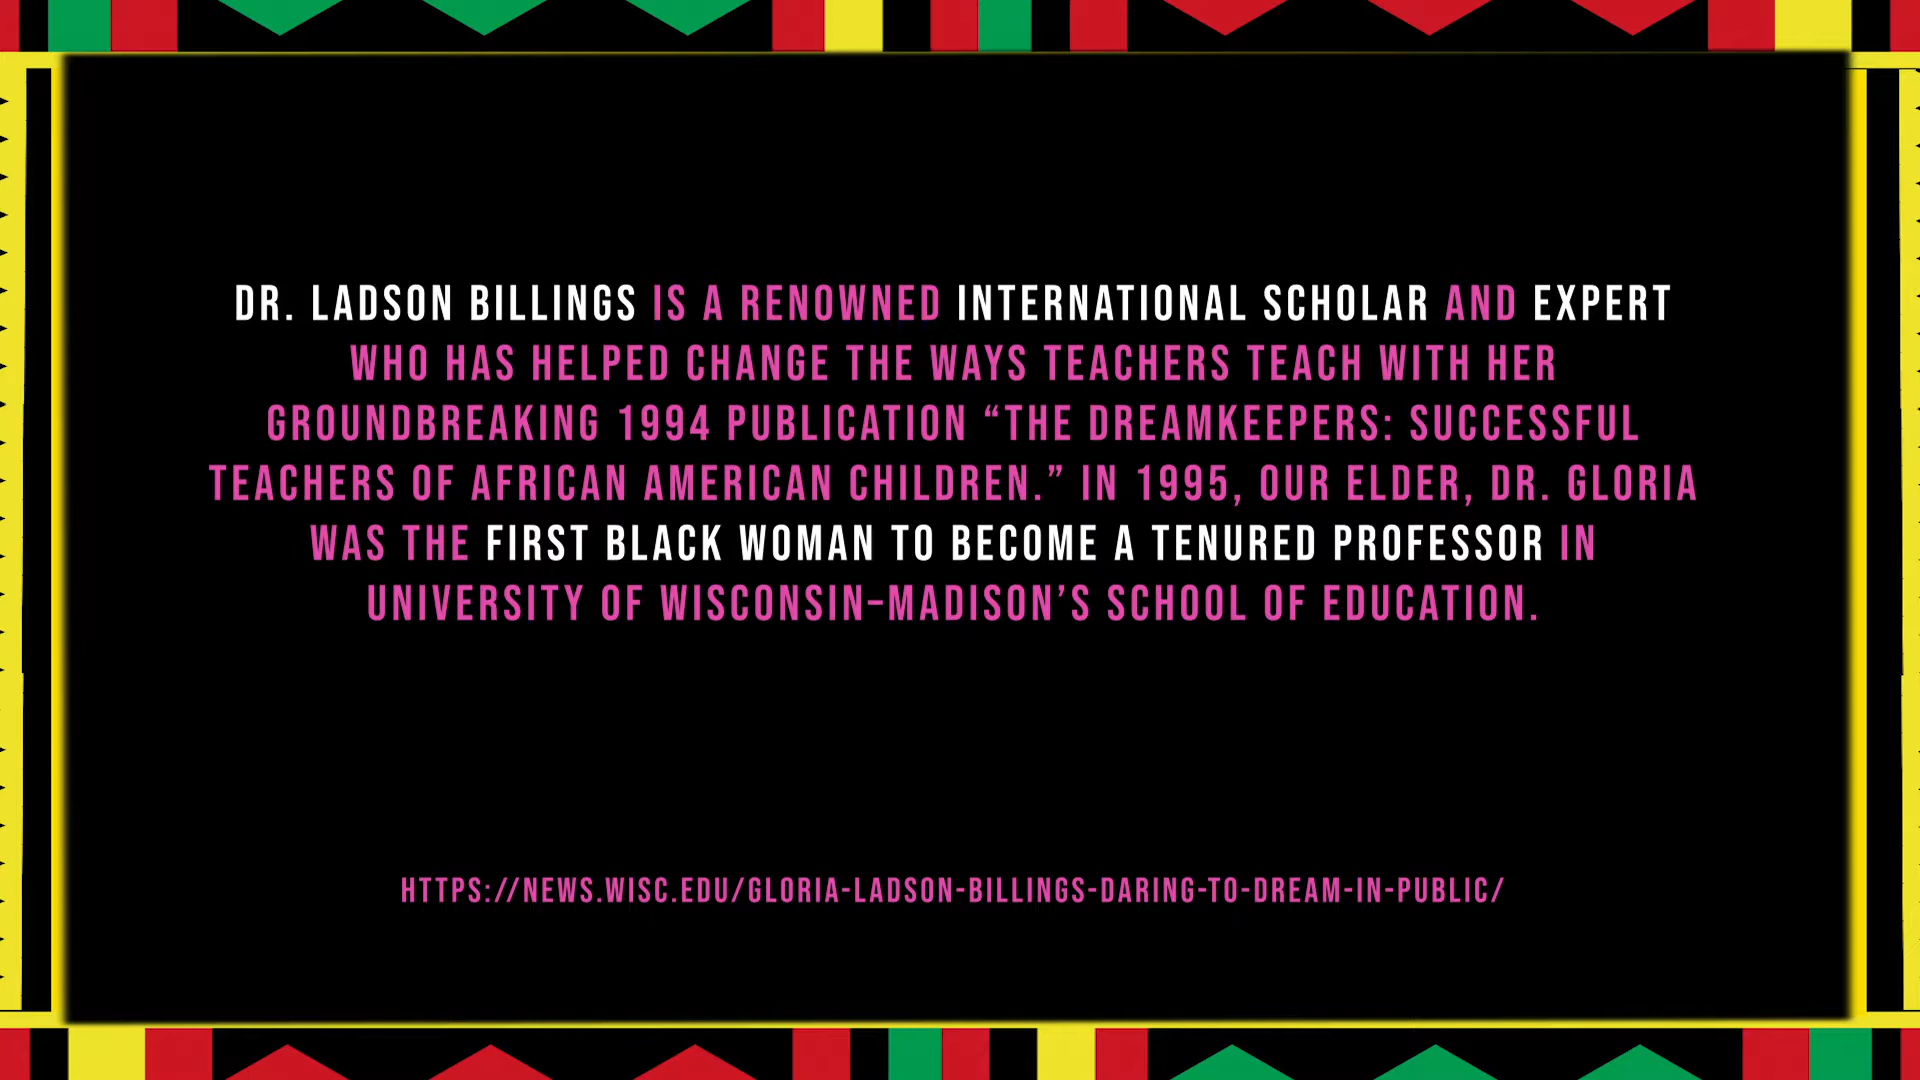 DR. LADSON BILLINGS IS A RENOWNED INTERNATIONAL SCHOLAR AND EXPERT
WHO HAS HELPED CHANGE THE WAYS TEACHERS TEACH WITH HER
GROUNDBREAKING 1994 PUBLICATION “THE DREAMKEEPERS: SUCCESSFUL
TEACHERS OF AFRICAN AMERICAN CHILDREN.” IN 1995, OUR ELDER, DR. GLORIA
WAS THE FIRST BLACK WOMAN TO BECOME A TENURED PROFESSOR IN
UNIVERSITY OF WISCONSIN–MADISON’S SCHOOL OF EDUCATION.
HTTPS://NEWS.WISC.EDU/GLORIA-LADSON-BILLINGS-DARING-TO-DREAM-IN-PUBLIC/